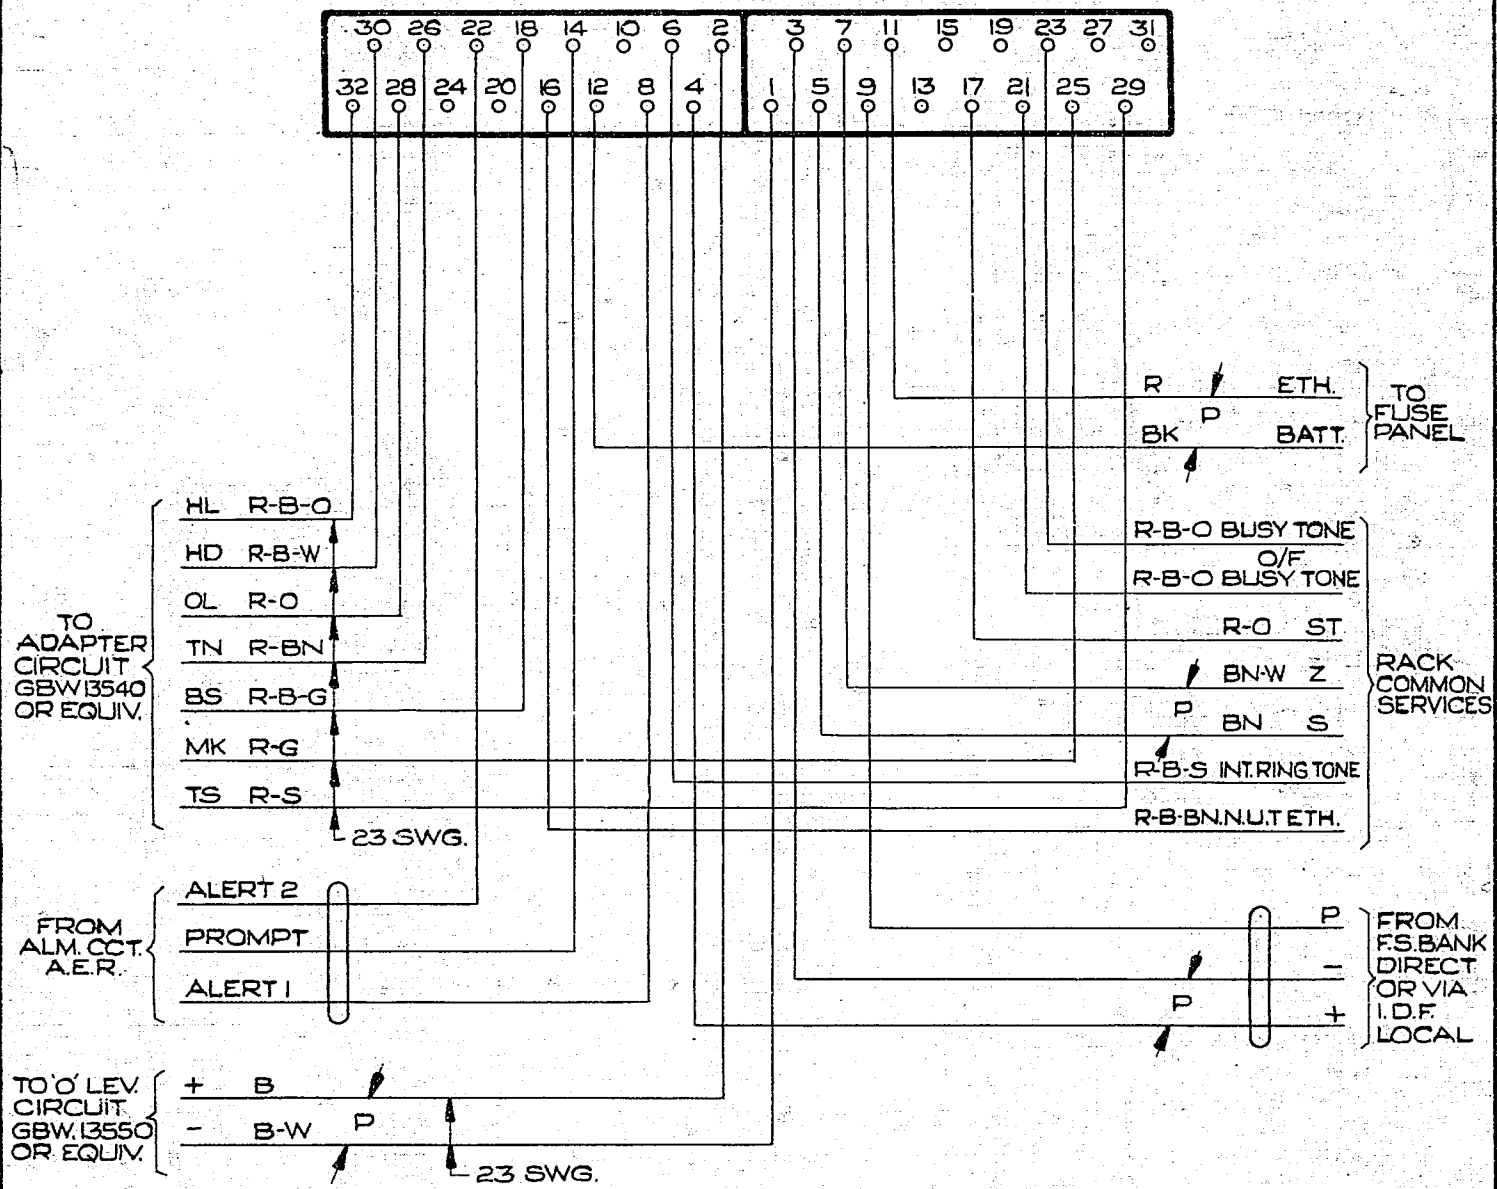 30 26 22 18 14 10 6 2 3 7 11 15 19 23 27 31
32 28 24 20 16 12 8 4 1 5 9 13 17 21 25 29
R ETH.
P
BK BATT.
TO
FUSE
PANEL
HL R-B-O
HD R-B-W
OL R-O
TN R-BN
BS R-B-G
MK R-G
TS R-S
23 SWG.
TO
ADAPTER
CIRCUIT
GBW13540
OR EQUIV.
R-B-O BUSY TONE
O/F
R-B-O BUSY TONE
R-O ST
BN-W Z
P
BN S
R-B-S INT.RING TONE
R-B-BN.N.U.T ETH.
RACK
COMMON
SERVICES
ALERT 2
PROMPT
ALERT 1
FROM
ALM. CCT.
A.E.R.
P
-
P
+
FROM
F.S.BANK
DIRECT
OR VIA
I.D.F.
LOCAL
TO 'O' LEV.
CIRCUIT
GBW.13550
OR EQUIV.
+ B
P
- B-W
23 SWG.